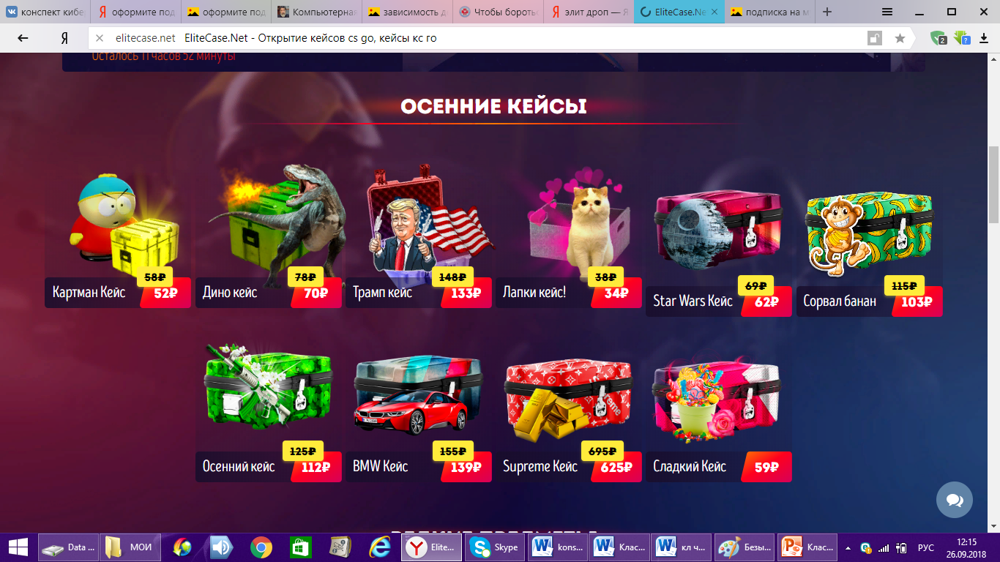 конспект кибер
оформите под
оформите под
Компьютерная
зависимость д
Чтобы боротьс
элит дроп — Я
EliteCase.Ne
подписка на м
elitecase.net EliteCase.Net - Открытие кейсов cs go, кейсы кс го
2
?
Осталось 11 часов 52 минуты
ОСЕННИЕ КЕЙСЫ
58₽
78₽
148₽
38₽
69₽
115₽
Картман Кейс 52₽
Дино кейс 70₽
Трамп кейс 133₽
Лапки кейс! 34₽
Star Wars Кейс 62₽
Сорвал банан 103₽
125₽
155₽
695₽
Осенний кейс 112₽
BMW Кейс 139₽
Supreme Кейс 625₽
Сладкий Кейс 59₽
Data ...
МОИ
Elite...
Skype
kons...
Клас...
кл ч...
Безы...
Клас...
РУС
12:15
26.09.2018